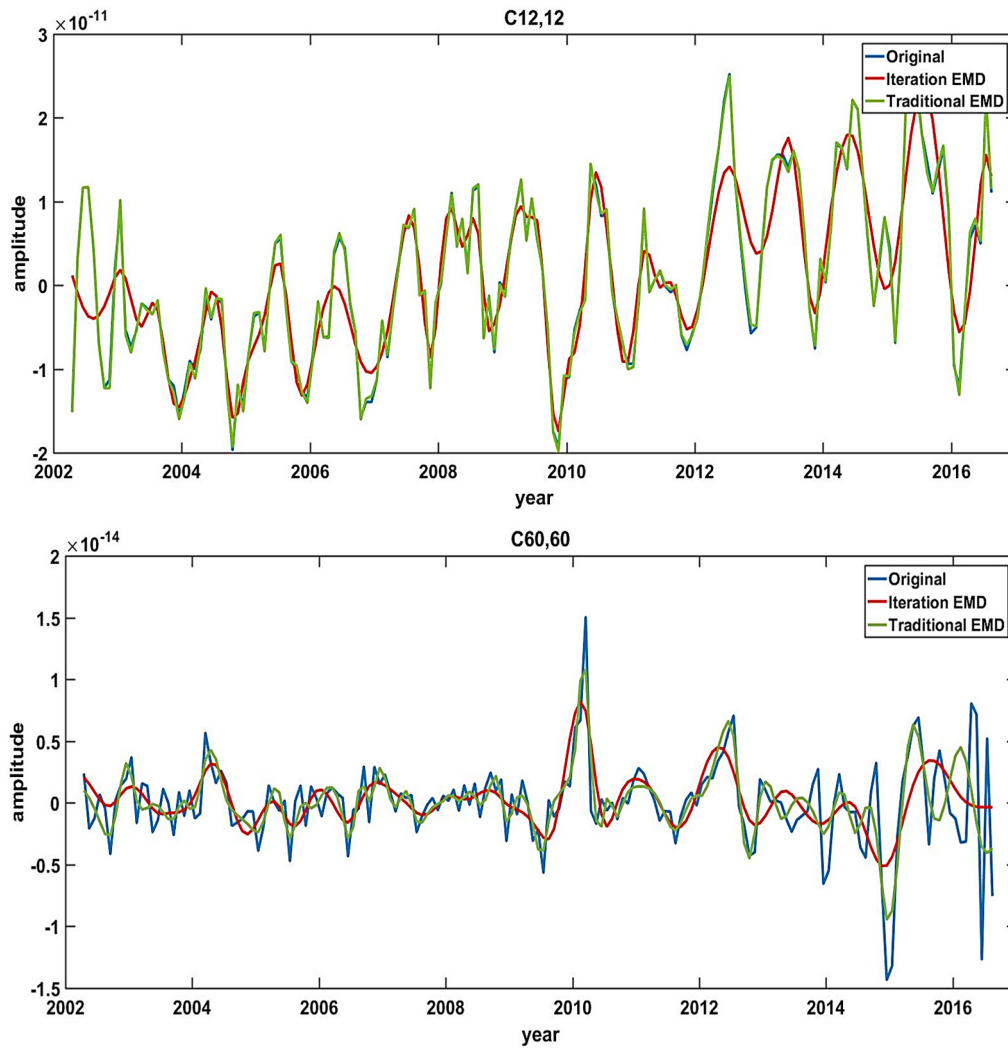 C12,12
×10-11
3
2
1
0
-1
-2
amplitude
Original
Iteration EMD
Traditional EMD
2002 2004 2006 2008 2010 2012 2014 2016
year
C60,60
×10-14
2
1.5
1
0.5
0
-0.5
-1
-1.5
amplitude
Original
Iteration EMD
Traditional EMD
2002 2004 2006 2008 2010 2012 2014 2016
year